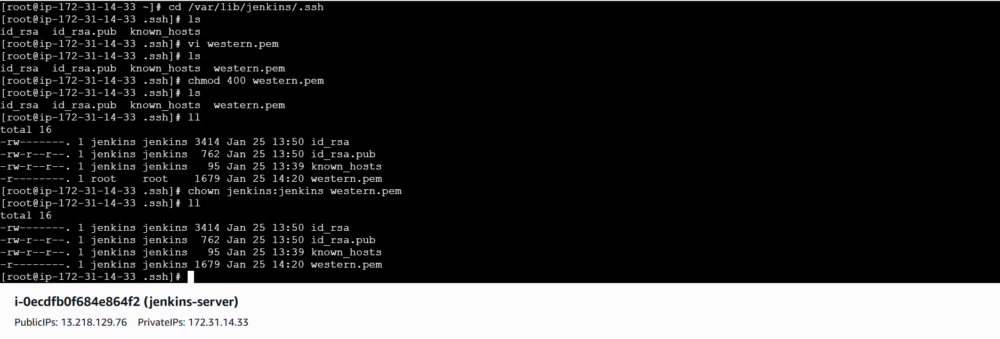 [root@ip-172-31-14-33 ~]# cd /var/lib/jenkins/.ssh
[root@ip-172-31-14-33 .ssh]# ls
id_rsa  id_rsa.pub  known_hosts
[root@ip-172-31-14-33 .ssh]# vi western.pem
[root@ip-172-31-14-33 .ssh]# ls
id_rsa  id_rsa.pub  known_hosts  western.pem
[root@ip-172-31-14-33 .ssh]# chmod 400 western.pem
[root@ip-172-31-14-33 .ssh]# ls
id_rsa  id_rsa.pub  known_hosts  western.pem
[root@ip-172-31-14-33 .ssh]# ll
total 16
-rw-------. 1 jenkins jenkins 3414 Jan 25 13:50 id_rsa
-rw-r--r--. 1 jenkins jenkins  762 Jan 25 13:50 id_rsa.pub
-rw-r--r--. 1 jenkins jenkins   95 Jan 25 13:39 known_hosts
-r--------. 1 root    root    1679 Jan 25 14:20 western.pem
[root@ip-172-31-14-33 .ssh]# chown jenkins:jenkins western.pem
[root@ip-172-31-14-33 .ssh]# ll
total 16
-rw-------. 1 jenkins jenkins 3414 Jan 25 13:50 id_rsa
-rw-r--r--. 1 jenkins jenkins  762 Jan 25 13:50 id_rsa.pub
-rw-r--r--. 1 jenkins jenkins   95 Jan 25 13:39 known_hosts
-r--------. 1 jenkins jenkins 1679 Jan 25 14:20 western.pem
[root@ip-172-31-14-33 .ssh]#
i-0ecdfb0f684e864f2 (jenkins-server)
PublicIPs: 13.218.129.76    PrivateIPs: 172.31.14.33